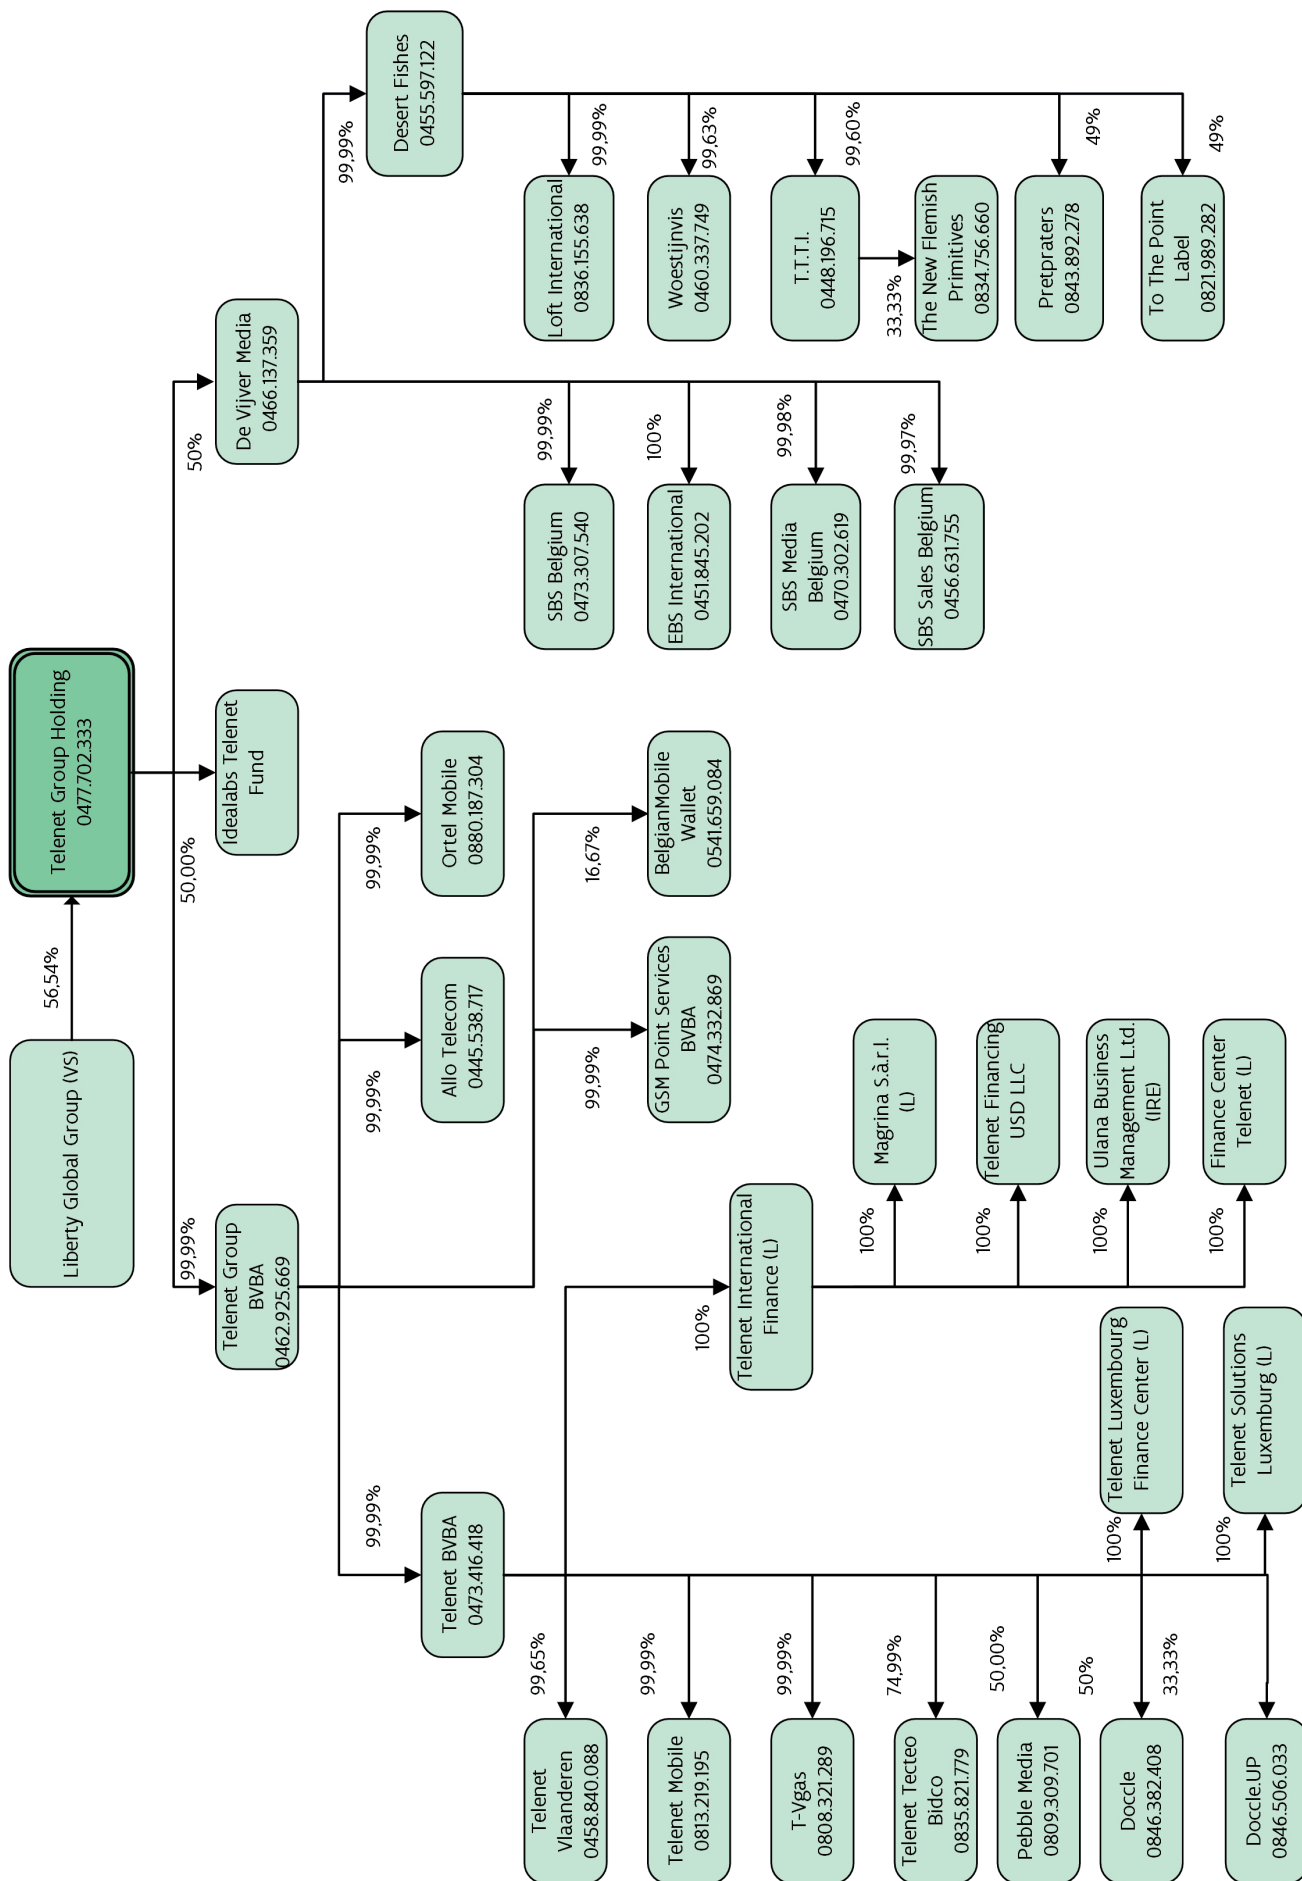 Liberty Global Group (VS)
56,54%
Telenet Group Holding
0477.702.333
99,99%
50,00%
50%
Telenet Group
BVBA
0462.925.669
Idealabs Telenet
Fund
De Vijver Media
0466.137.359
99,99%
Desert Fishes
0455.597.122
99,99%
99,99%
99,99%
Telenet BVBA
0473.416.418
Allo Telecom
0445.538.717
Ortel Mobile
0880.187.304
99,65%
Telenet
Vlaanderen
0458.840.088
99,99%
Telenet Mobile
0813.219.195
99,99%
T-Vgas
0808.321.289
74,99%
Telenet Tecteo
Bidco
0835.821.779
50,00%
Pebble Media
0809.309.701
50%
Doccle
0846.382.408
33,33%
Doccle.UP
0846.506.033
100%
Telenet Luxembourg
Finance Center (L)
100%
Telenet Solutions
Luxemburg (L)
100%
Telenet International
Finance (L)
100%
Magrina S.à.r.l.
(L)
100%
Telenet Financing
USD LLC
100%
Ulana Business
Management L.td.
(IRE)
100%
Finance Center
Telenet (L)
99,99%
GSM Point Services
BVBA
0474.332.869
16,67%
BelgianMobile
Wallet
0541.659.084
99,99%
SBS Belgium
0473.307.540
100%
EBS International
0451.845.202
99,98%
SBS Media
Belgium
0470.302.619
99,97%
SBS Sales Belgium
0456.631.755
99,99%
Loft International
0836.155.638
99,63%
Woestijnvis
0460.337.749
99,60%
T.T.T.I.
0448.196.715
33,33%
The New Flemish
Primitives
0834.756.660
49%
Pretpraters
0843.892.278
49%
To The Point
Label
0821.989.282